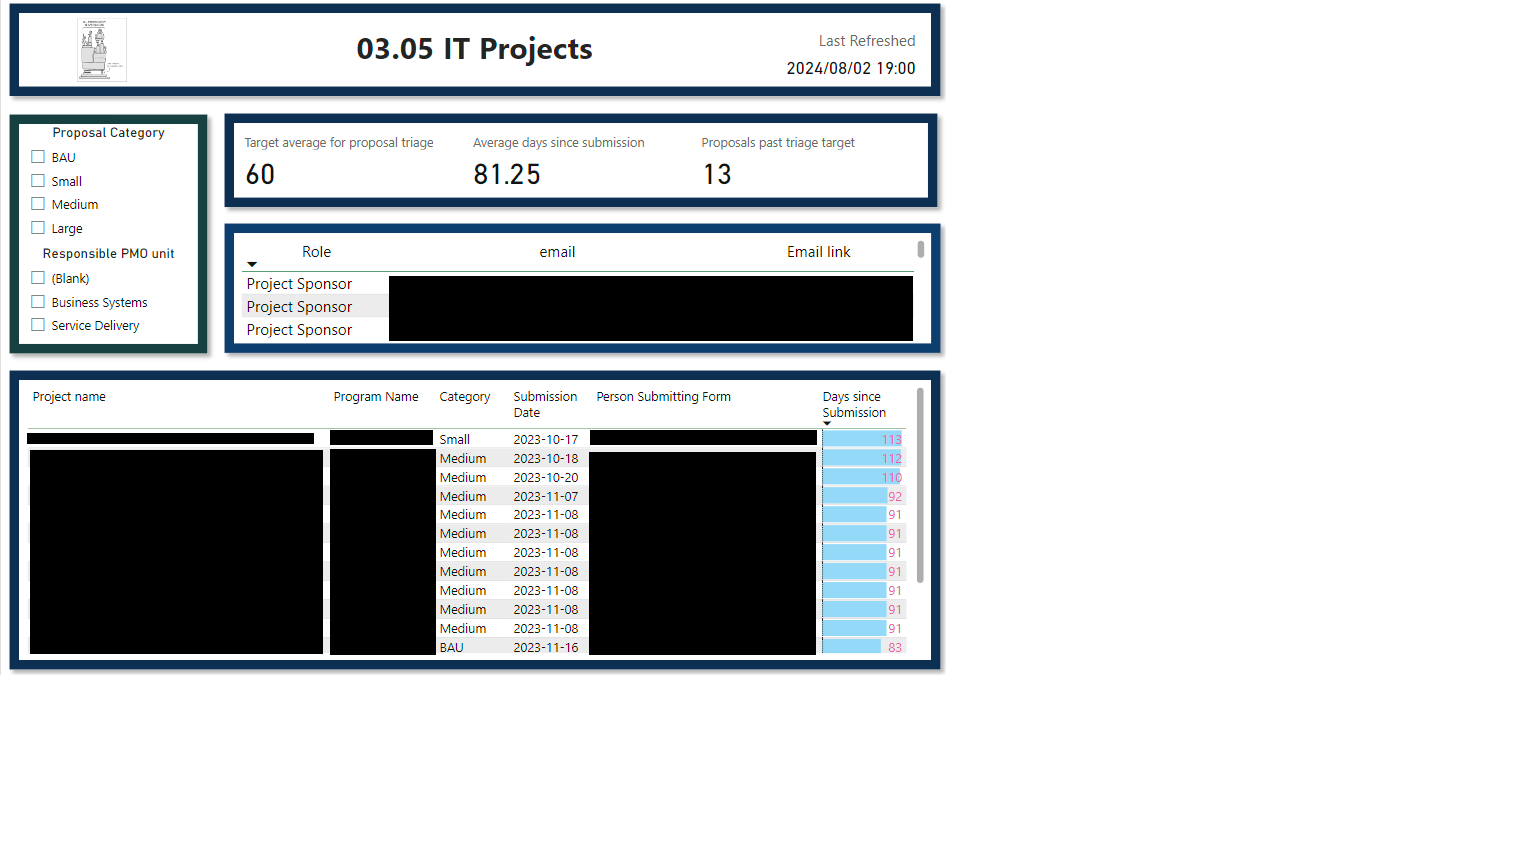 03.05 IT Projects
Last Refreshed
2024/08/02 19:00
Proposal Category
BAU
Small
Medium
Large
Responsible PMO unit
(Blank)
Business Systems
Service Delivery
Target average for proposal triage
60
Average days since submission
81.25
Proposals past triage target
13
Role email Email link
Project Sponsor
Project Sponsor
Project Sponsor
Project name Program Name Category Submission Date Person Submitting Form Days since Submission
Small 2023-10-17 113
Medium 2023-10-18 112
Medium 2023-10-20 110
Medium 2023-11-07 92
Medium 2023-11-08 91
Medium 2023-11-08 91
Medium 2023-11-08 91
Medium 2023-11-08 91
Medium 2023-11-08 91
Medium 2023-11-08 91
Medium 2023-11-08 91
BAU 2023-11-16 83